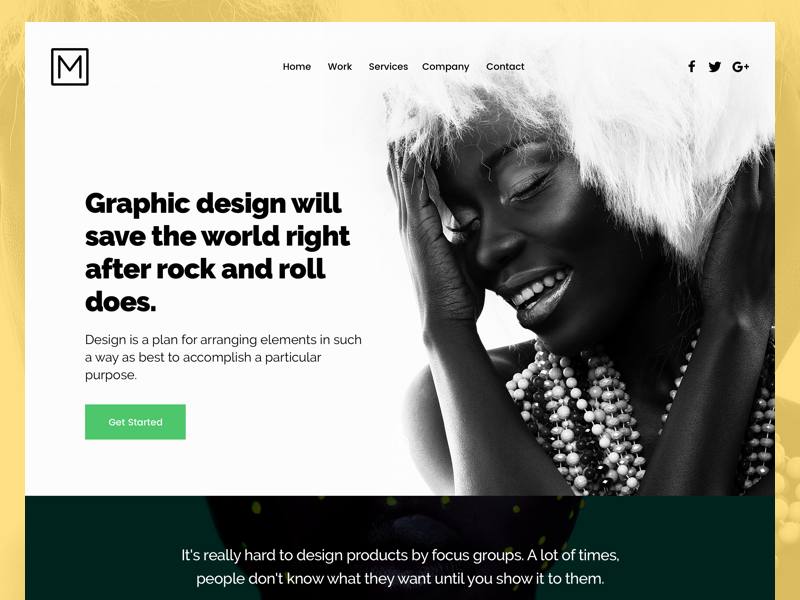 M
Home Work Services Company Contact
Graphic design will
save the world right
after rock and roll
does.
Design is a plan for arranging elements in such
a way as best to accomplish a particular
purpose.
Get Started
It's really hard to design products by focus groups. A lot of times,
people don't know what they want until you show it to them.